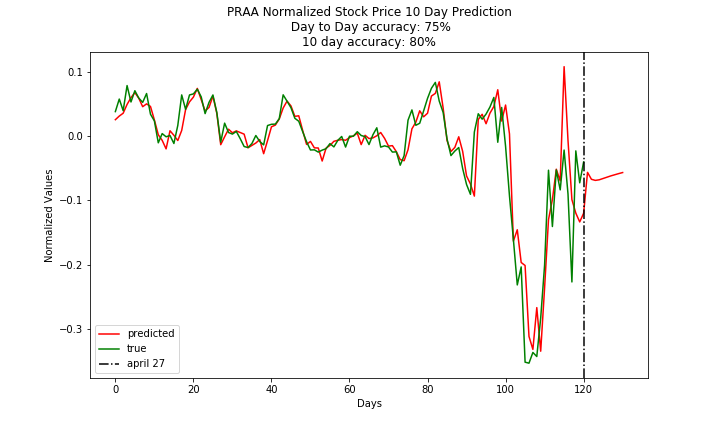 PRAA Normalized Stock Price 10 Day Prediction
Day to Day accuracy: 75%
10 day accuracy: 80%
Normalized Values
0.1
0.0
−0.1
−0.2
−0.3
predicted
true
april 27
0 20 40 60 80 100 120
Days